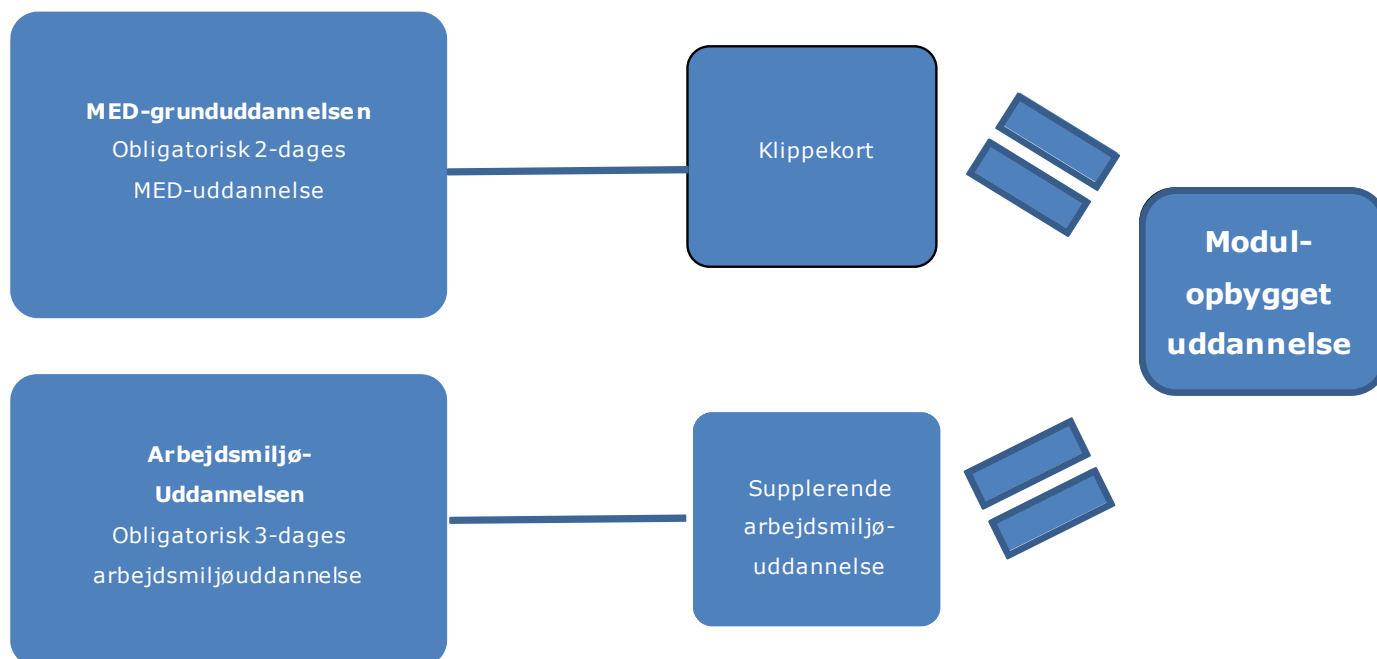 MED-grunduddannelsen
Obligatorisk 2-dages
MED-uddannelse
Klippekort
Modul-
opbygget
uddannelse
Arbejdsmiljø-
Uddannelsen
Obligatorisk 3-dages
arbejdsmiljøuddannelse
Supplerende
arbejdsmiljø-
uddannelse